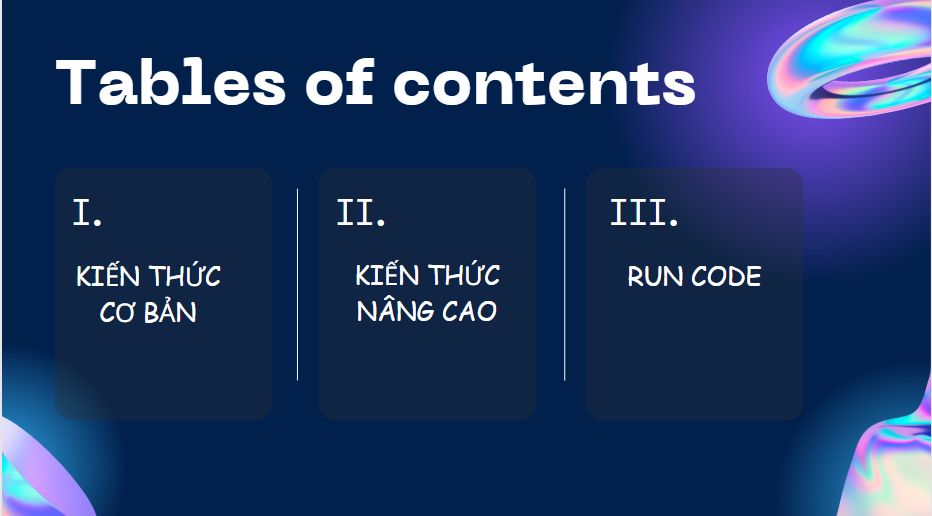 Tables of contents
I.
KIẾN THỨC
CƠ BẢN
II.
KIẾN THỨC
NÂNG CAO
III.
RUN CODE